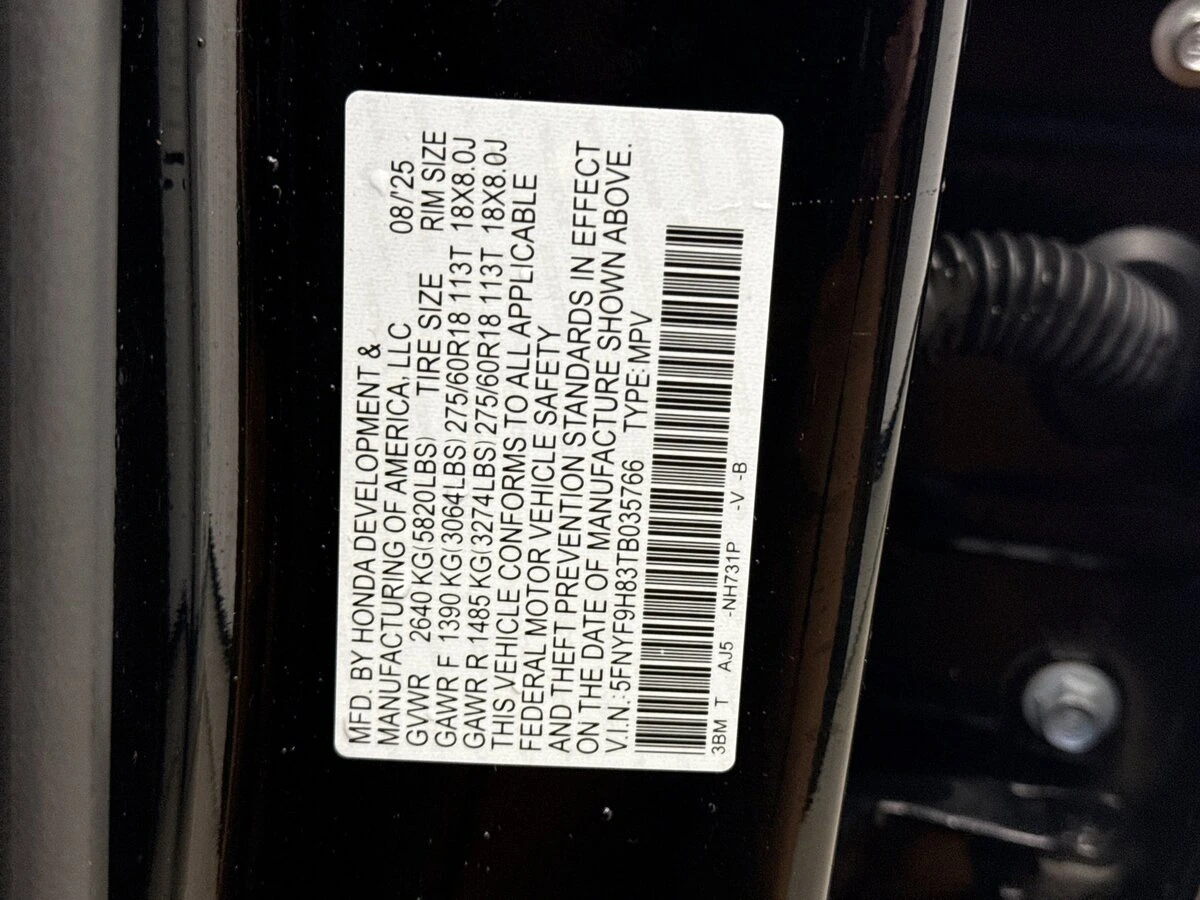 MFD. BY HONDA DEVELOPMENT &
MANUFACTURING OF AMERICA, LLC 08/'25
GVWR 2640 KG(5820LBS) TIRE SIZE RIM SIZE
GAWR F 1390 KG(3064LBS) 275/60R18 113T 18X8.0J
GAWR R 1485 KG(3274LBS) 275/60R18 113T 18X8.0J
THIS VEHICLE CONFORMS TO ALL APPLICABLE
FEDERAL MOTOR VEHICLE SAFETY
AND THEFT PREVENTION STANDARDS IN EFFECT
ON THE DATE OF MANUFACTURE SHOWN ABOVE.
V.I.N.:5FNYF9H83TB035766 TYPE:MPV
3BM T AJ5 -NH731P -V -B